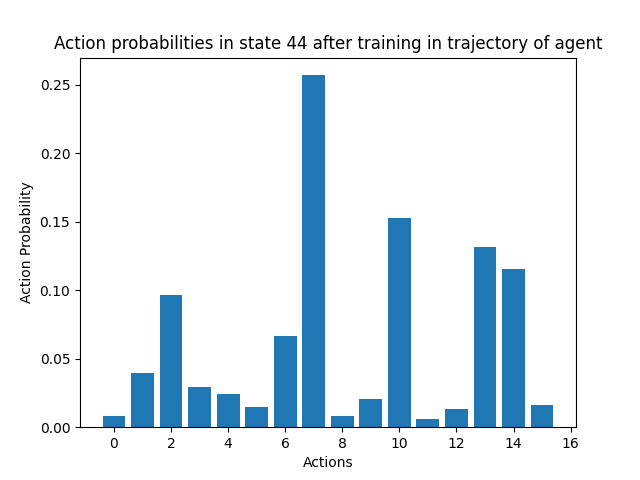 Action probabilities in state 44 after training in trajectory of agent
0.25
0.20
0.15
0.10
0.05
0.00
Action Probability
0 2 4 6 8 10 12 14 16
Actions